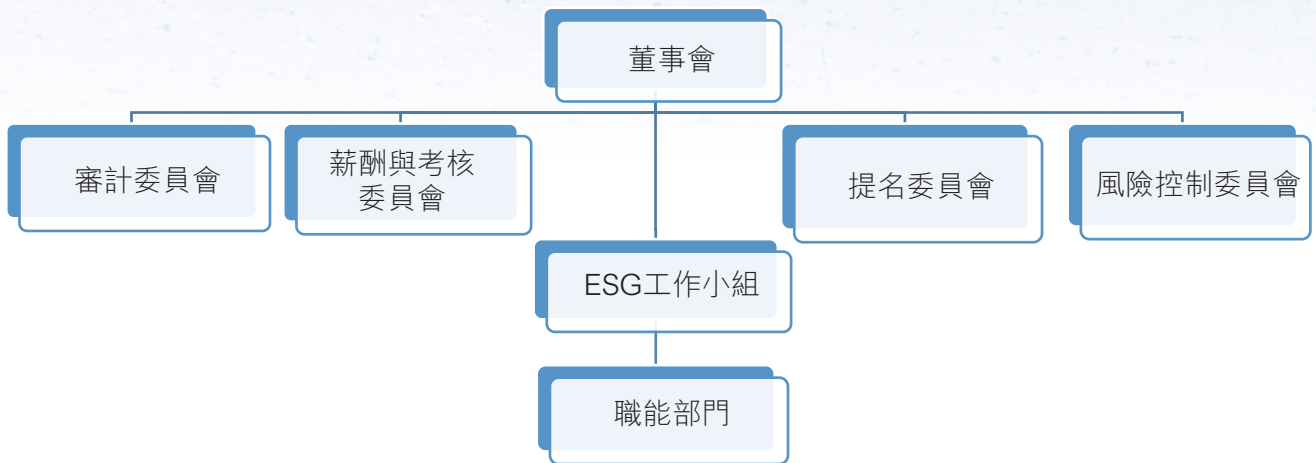 董事會
審計委員會
薪酬與考核
委員會
提名委員會
風險控制委員會
ESG工作小組
職能部門